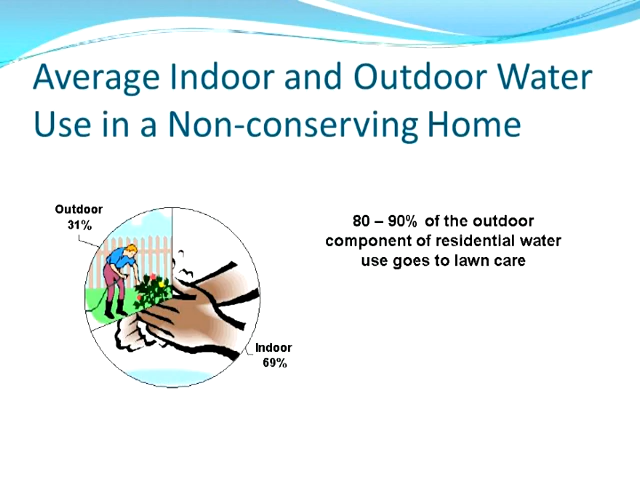 Average Indoor and Outdoor Water
Use in a Non-conserving Home
Outdoor
31%
80 – 90% of the outdoor
component of residential water
use goes to lawn care
Indoor
69%